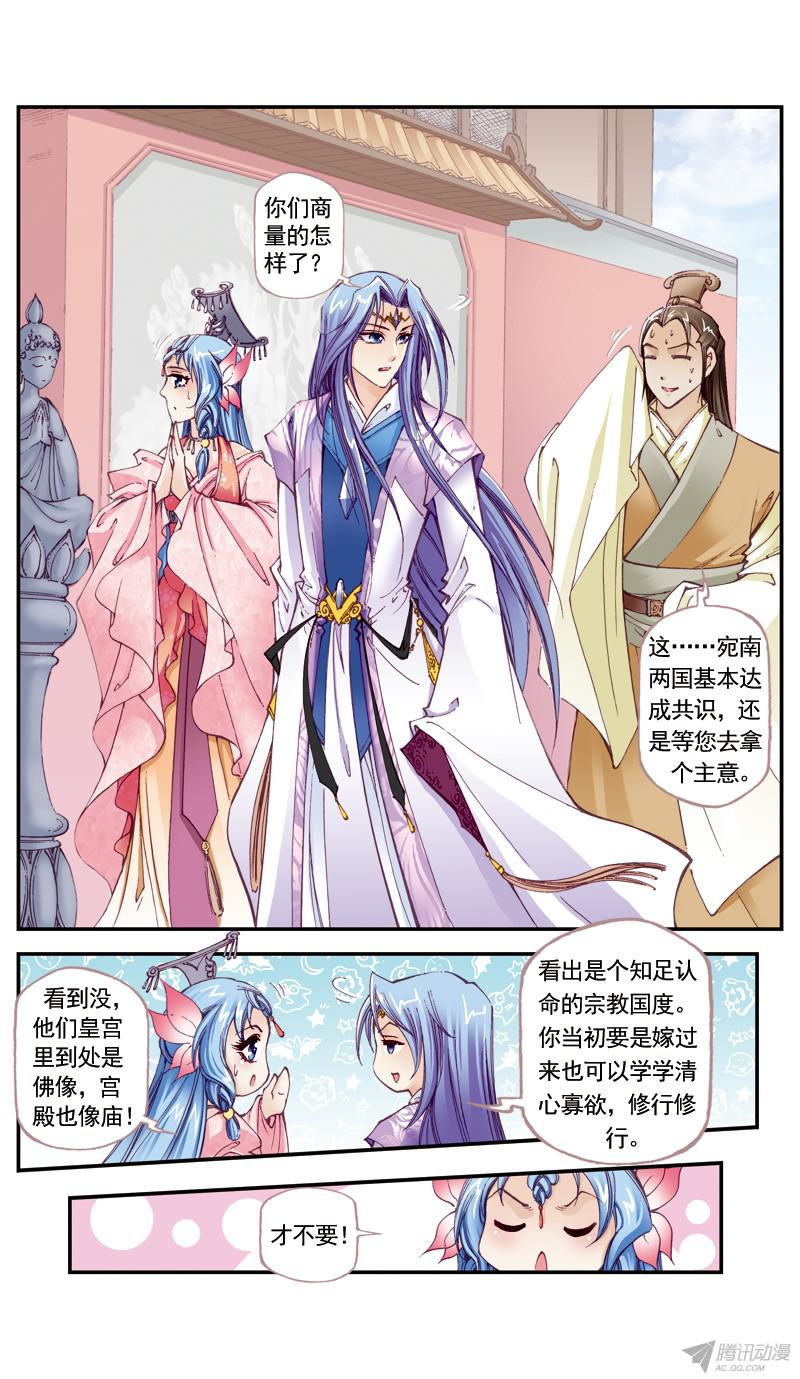 你们商
量的怎
样了？
这……宛南
两国基本达
成共识，还
是等您去拿
个主意。
看到没，
他们皇宫
里到处是
佛像，宫
殿也像庙！
看出是个知足认
命的宗教国度。
你当初要是嫁过
来也可以学学清
心寡欲，修行修
行。
才不要！
腾讯动漫
AC.QQ.COM